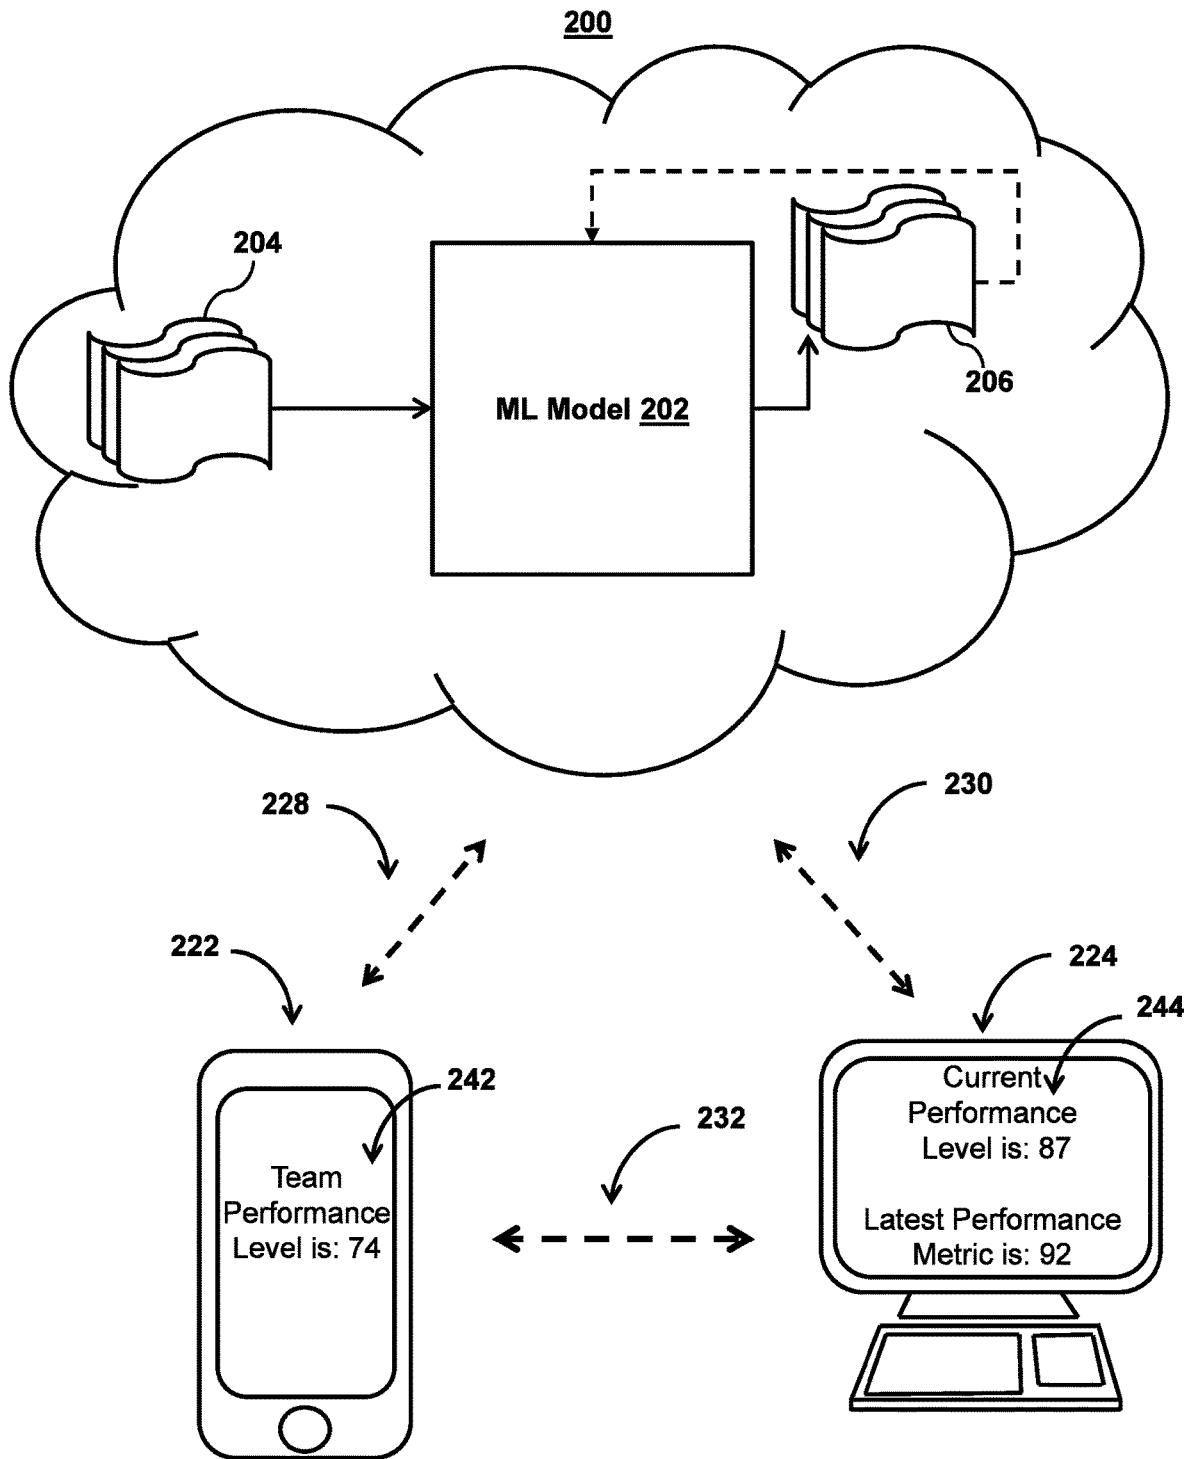 200
204
206
ML Model 202
228
230
222
224
244
242
232
Team
Performance
Level is: 74
Current
Performance
Level is: 87
Latest Performance
Metric is: 92